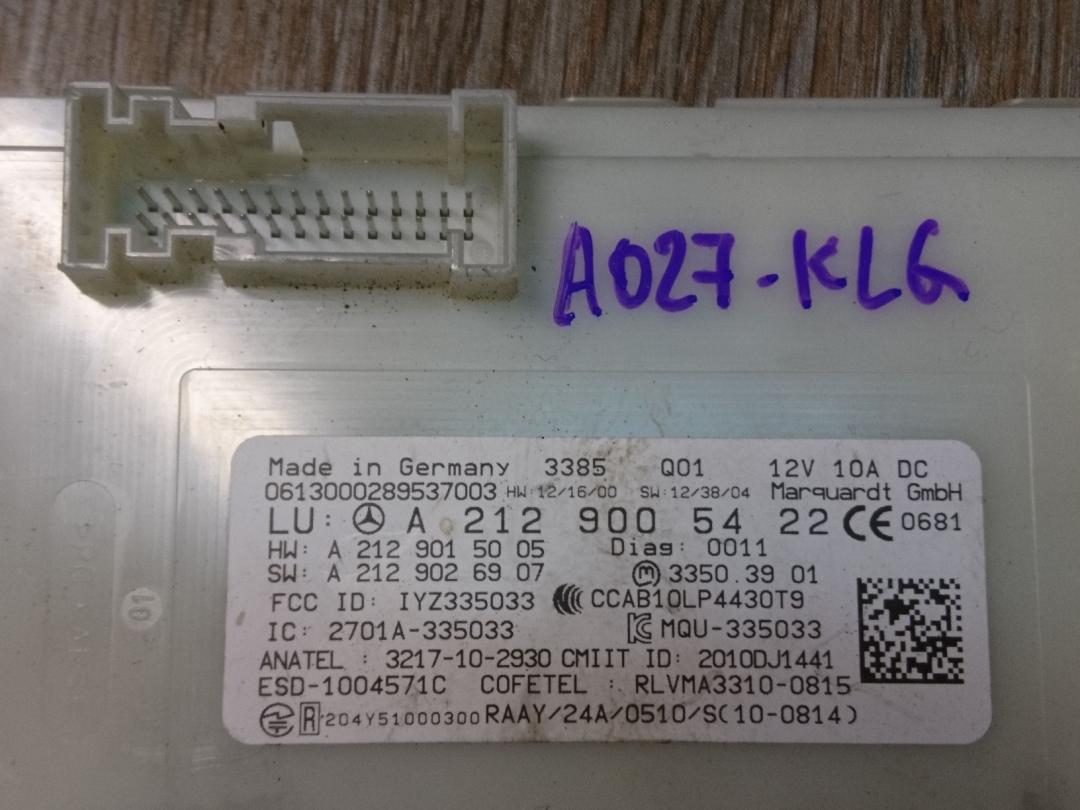 A027-KLG
Made in Germany 3385 Q01 12V 10A DC
0613000289537003 HW:12/16/00 SW:12/38/04 Marquardt GmbH
LU: A 212 900 54 22 CE 0681
HW: A 212 901 50 05 Diag: 0011
SW: A 212 902 69 07 M 3350.39 01
FCC ID: IYZ335033 CCAB10LP4430T9
IC: 2701A-335033 MQU-335033
ANATEL : 3217-10-2930 CMIIT ID: 2010DJ1441
ESD-1004571C COFETEL : RLVMA3310-0815
R 204Y51000300 RAAY/24A/0510/S(10-0814)
10